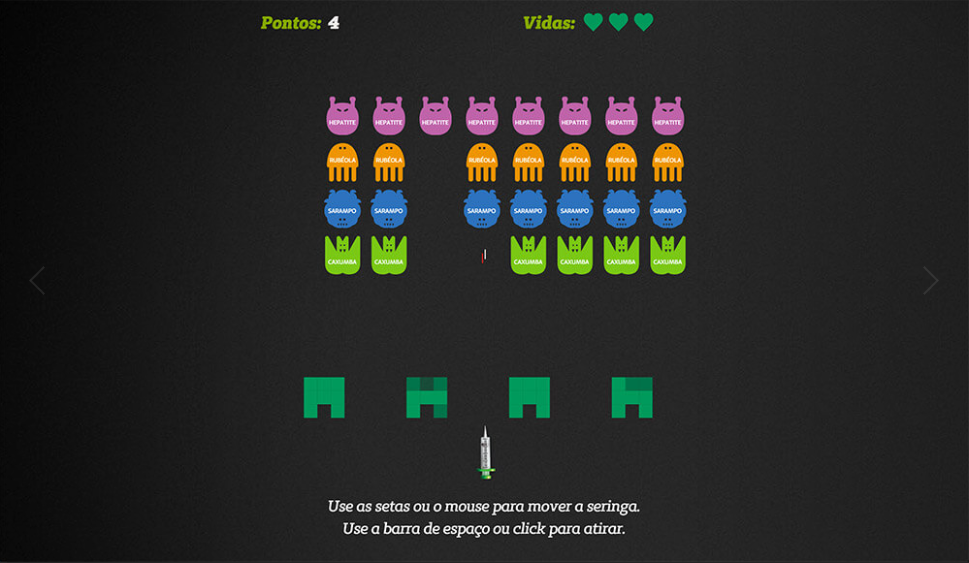 Pontos: 4 Vidas:
HEPATITE HEPATITE HEPATITE HEPATITE HEPATITE HEPATITE HEPATITE HEPATITE
RUBÉOLA RUBÉOLA RUBÉOLA RUBÉOLA RUBÉOLA RUBÉOLA RUBÉOLA
SARAMPO SARAMPO SARAMPO SARAMPO SARAMPO SARAMPO SARAMPO
CAXUMBA CAXUMBA CAXUMBA CAXUMBA CAXUMBA CAXUMBA
Use as setas ou o mouse para mover a seringa.
Use a barra de espaço ou click para atirar.